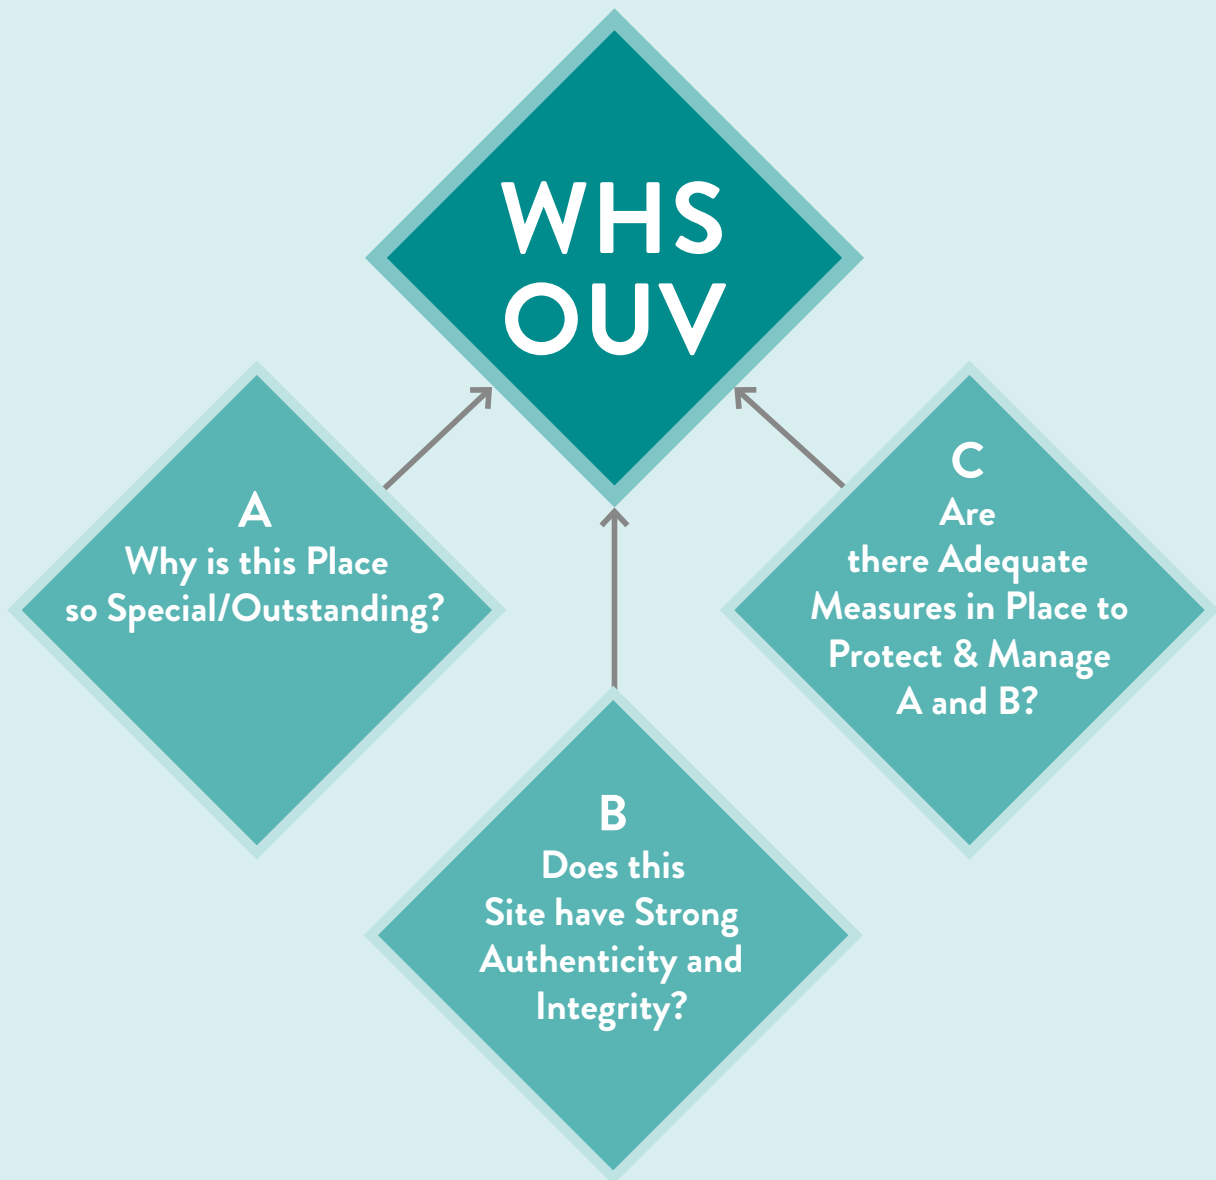 WHS
OUV
A
Why is this Place
so Special/Outstanding?
B
Does this
Site have Strong
Authenticity and
Integrity?
C
Are
there Adequate
Measures in Place to
Protect & Manage
A and B?